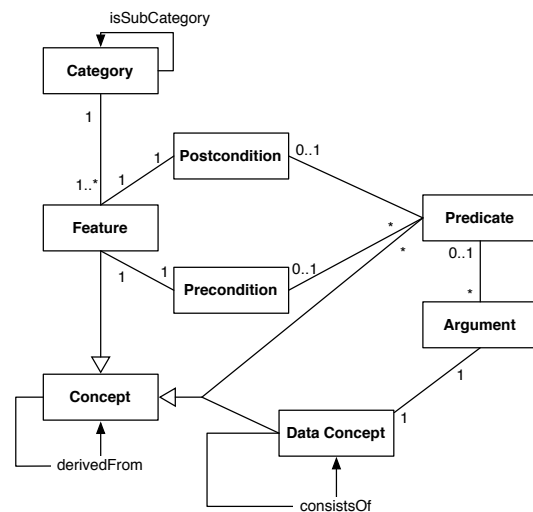 isSubCategory
Category
1
Postcondition
0..1
1
1
1..*
Feature
Predicate
*
*
0..1
1
1
0..1
Precondition
*
Argument
1
Concept
1
Data Concept
derivedFrom
consistsOf